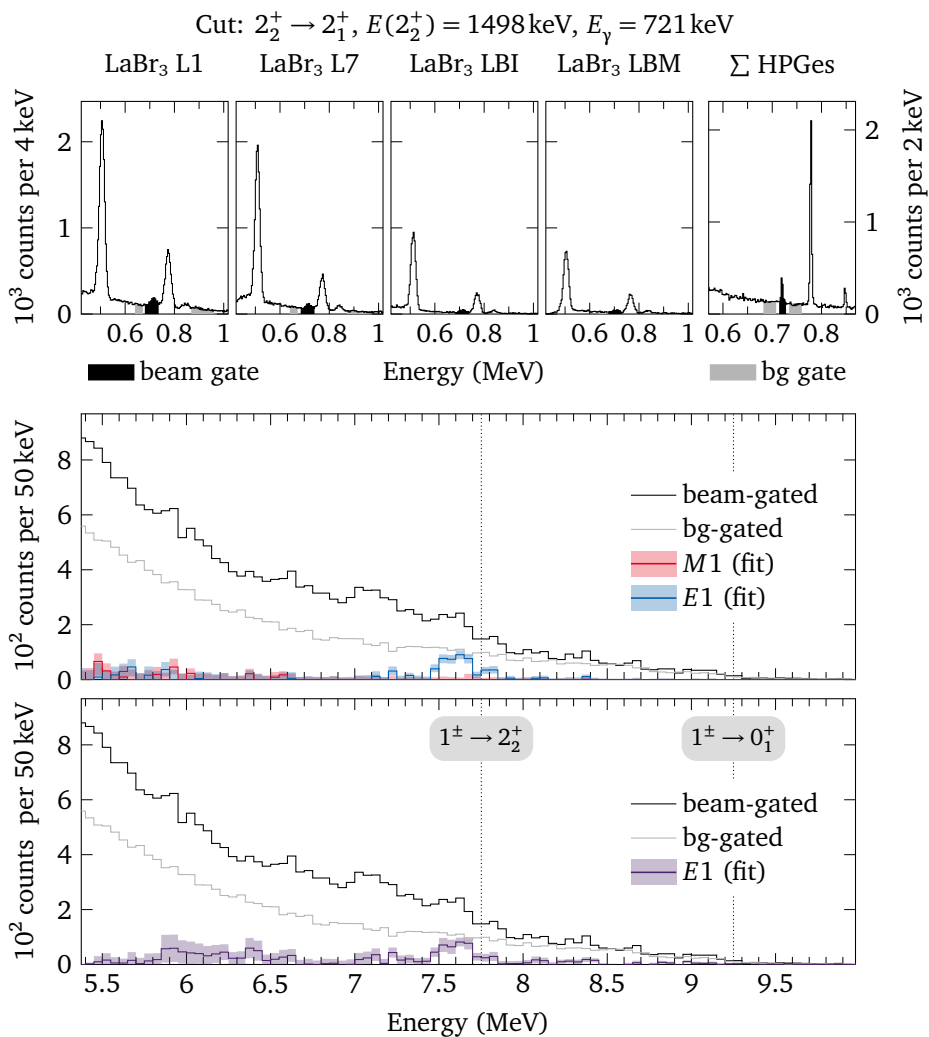 Cut: 2₂⁺ → 2₁⁺, E(2₂⁺) = 1498 keV, E_γ = 721 keV
LaBr₃ L1 LaBr₃ L7 LaBr₃ LBI LaBr₃ LBM ∑ HPGes
10³ counts per 4 keV
2
1
0
0.6 0.8 1 0.6 0.8 1 0.6 0.8 1 0.6 0.8 1 0.6 0.7 0.8
2
1
0
10³ counts per 2 keV
beam gate Energy (MeV) bg gate
10² counts per 50 keV
8
6
4
2
0
beam-gated
bg-gated
M1 (fit)
E1 (fit)
10² counts per 50 keV
8
6
4
2
0
1± → 2₂⁺ 1± → 0₁⁺
beam-gated
bg-gated
E1 (fit)
5.5 6 6.5 7 7.5 8 8.5 9 9.5
Energy (MeV)